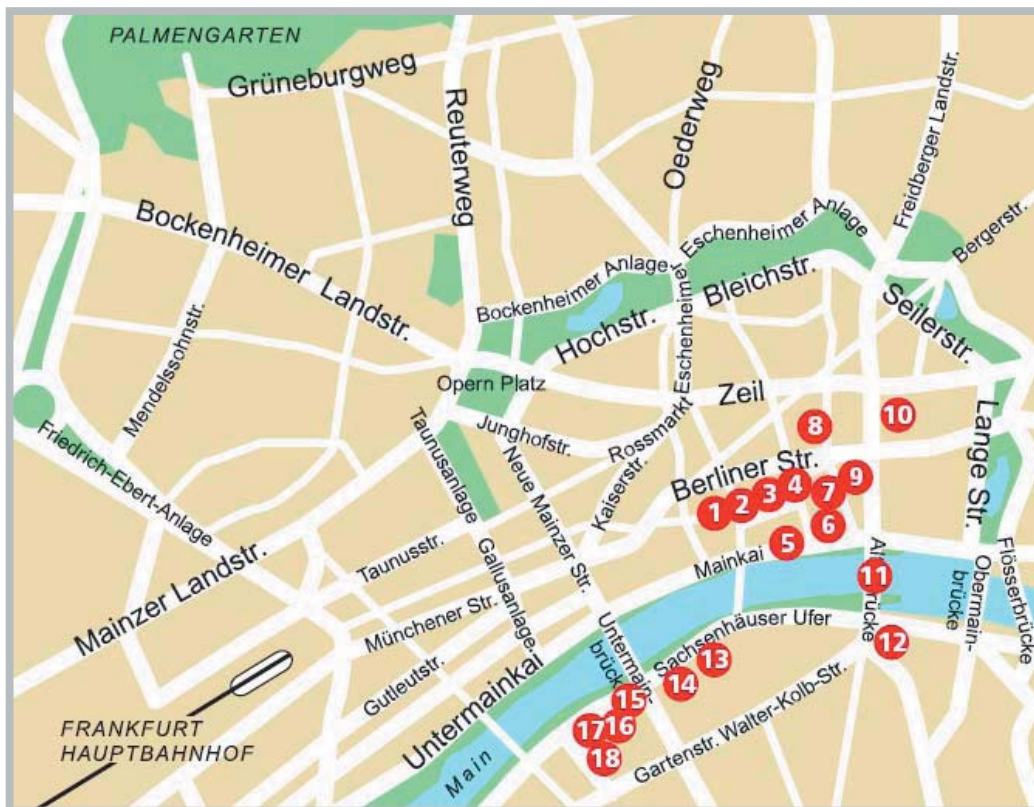 PALMENGARTEN
Grüneburgweg
Reuterweg
Oederweg
Freidberger Landstr.
Bockenheimer Landstr.
Mendelssohnstr.
Bockenheimer Anlage
Eschenheimer Anlage
Bergerstr.
Hochstr.
Bleichstr.
Eschenheimer
Seilerstr.
Opern Platz
Zeil
Junghofstr.
Rossmarkt
Lange Str.
Friedrich-Ebert-Anlage
Taunusanlage
Neue Mainzer Str.
Kaiserstr.
Berliner Str.
8
10
1
2
3
4
7
9
6
5
Mainzer Landstr.
Taunusstr.
Gallusanlage.
Mainkai
Münchener Str.
11
Obermain-
brücke
Flösserbrücke
Gutleutstr.
Untermainkai
Untermain-
Sachsenhäuser Ufer
12
13
14
15
16
17
18
Gartenstr.
Walter-Kolb-Str.
FRANKFURT
HAUPTBAHNHOF
Main